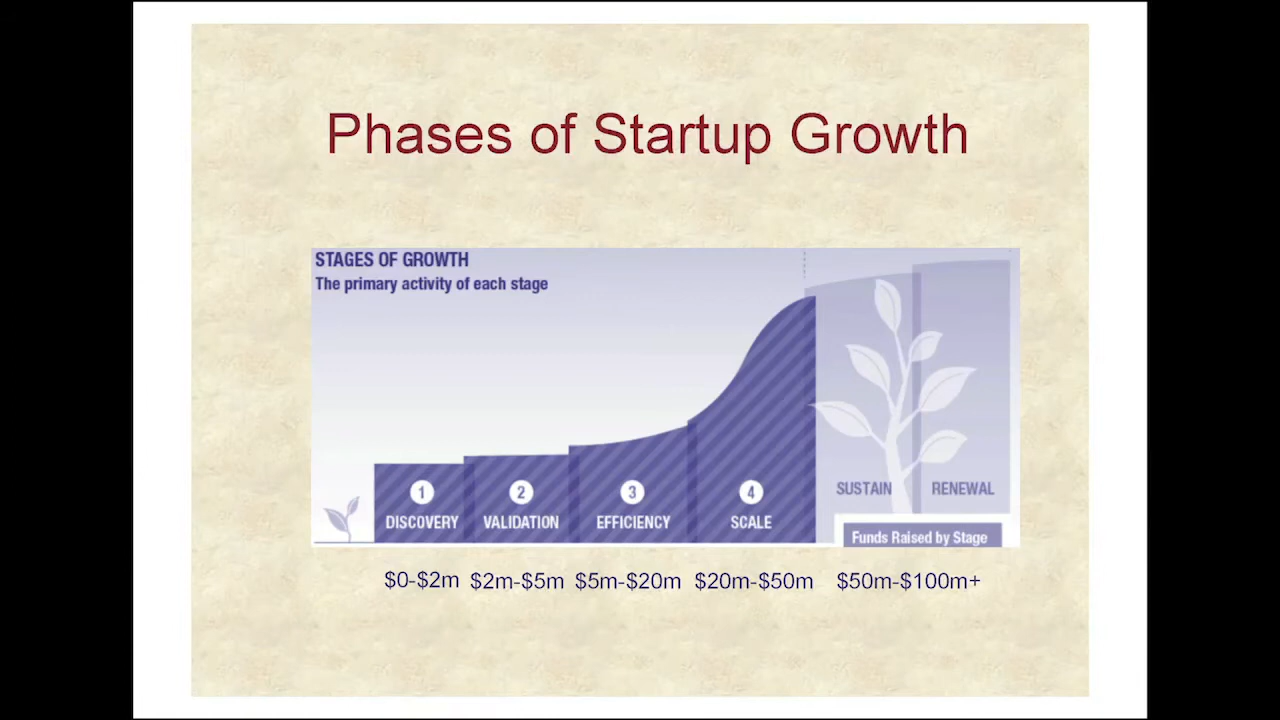 Phases of Startup Growth
STAGES OF GROWTH
The primary activity of each stage
1 2 3 4
DISCOVERY VALIDATION EFFICIENCY SCALE
SUSTAIN RENEWAL
Funds Raised by Stage
$0-$2m $2m-$5m $5m-$20m $20m-$50m $50m-$100m+